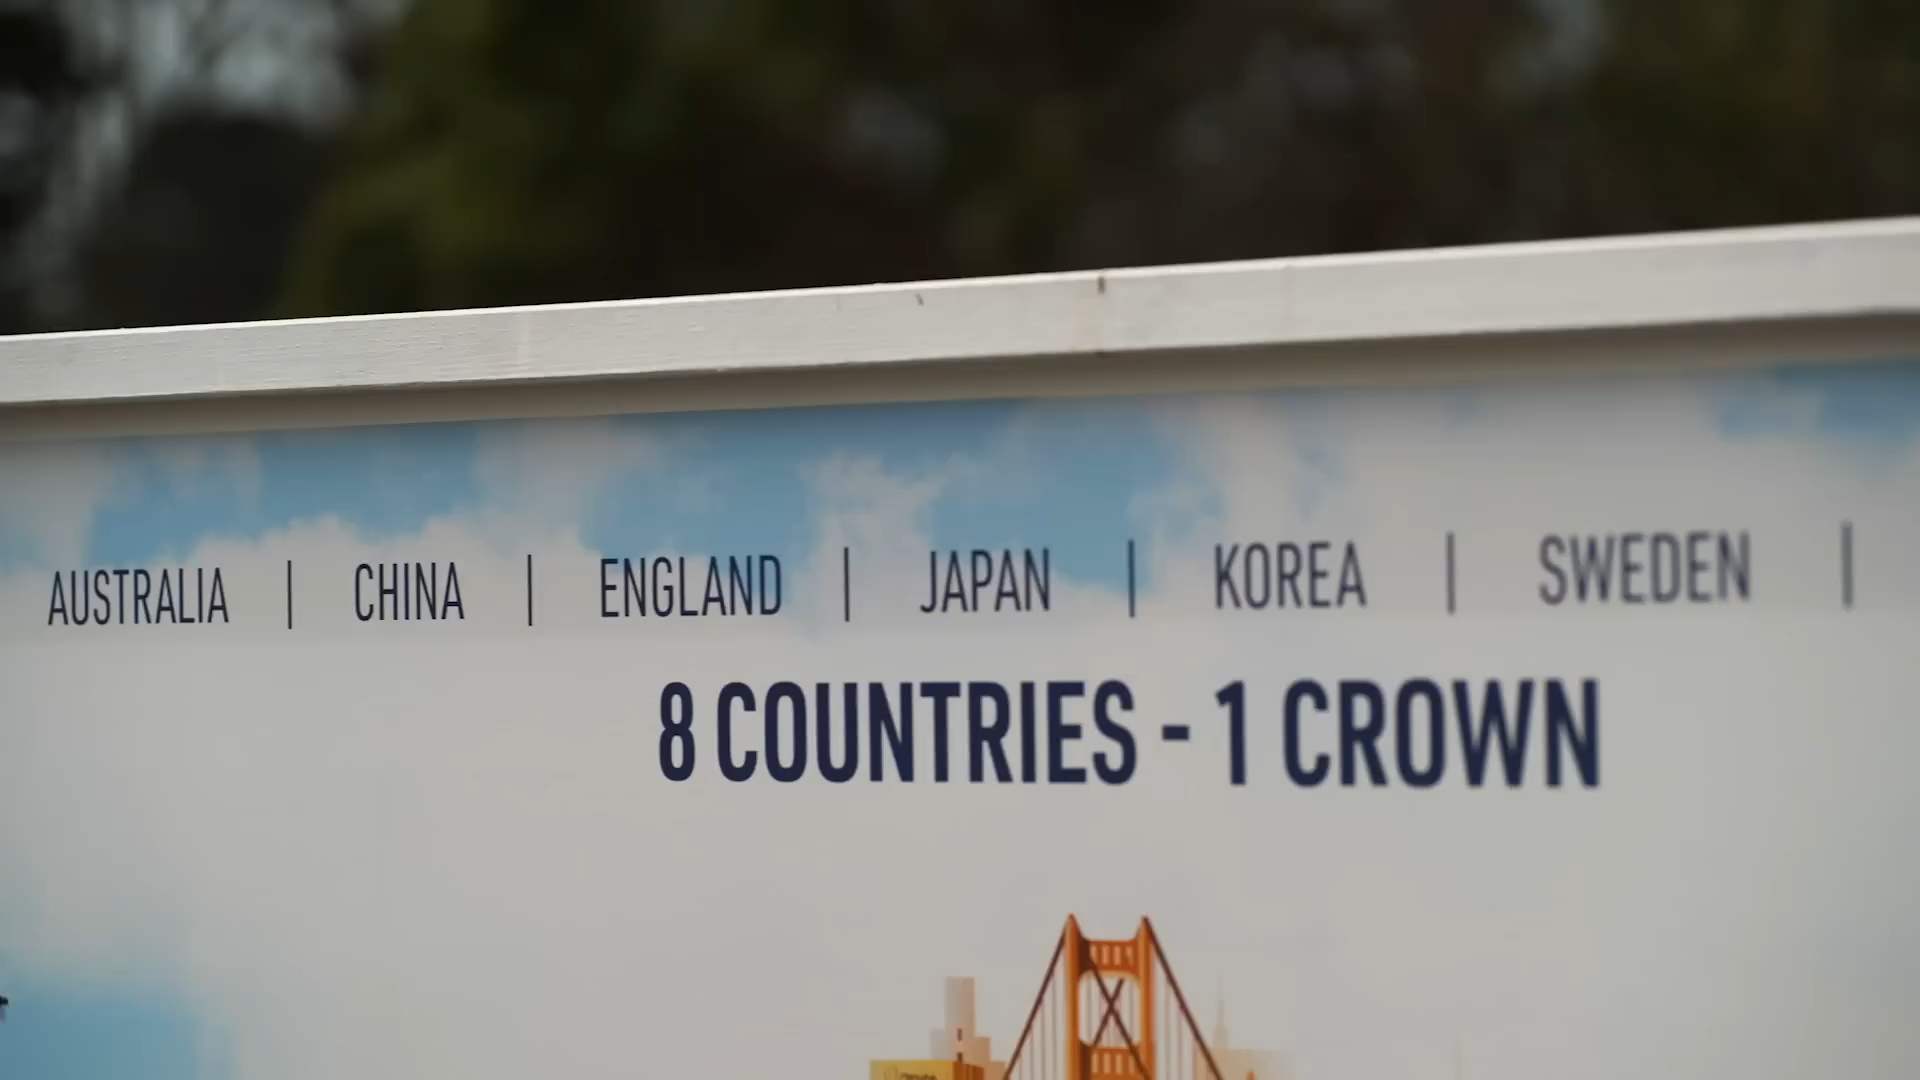 AUSTRALIA | CHINA | ENGLAND | JAPAN | KOREA | SWEDEN |
8 COUNTRIES - 1 CROWN